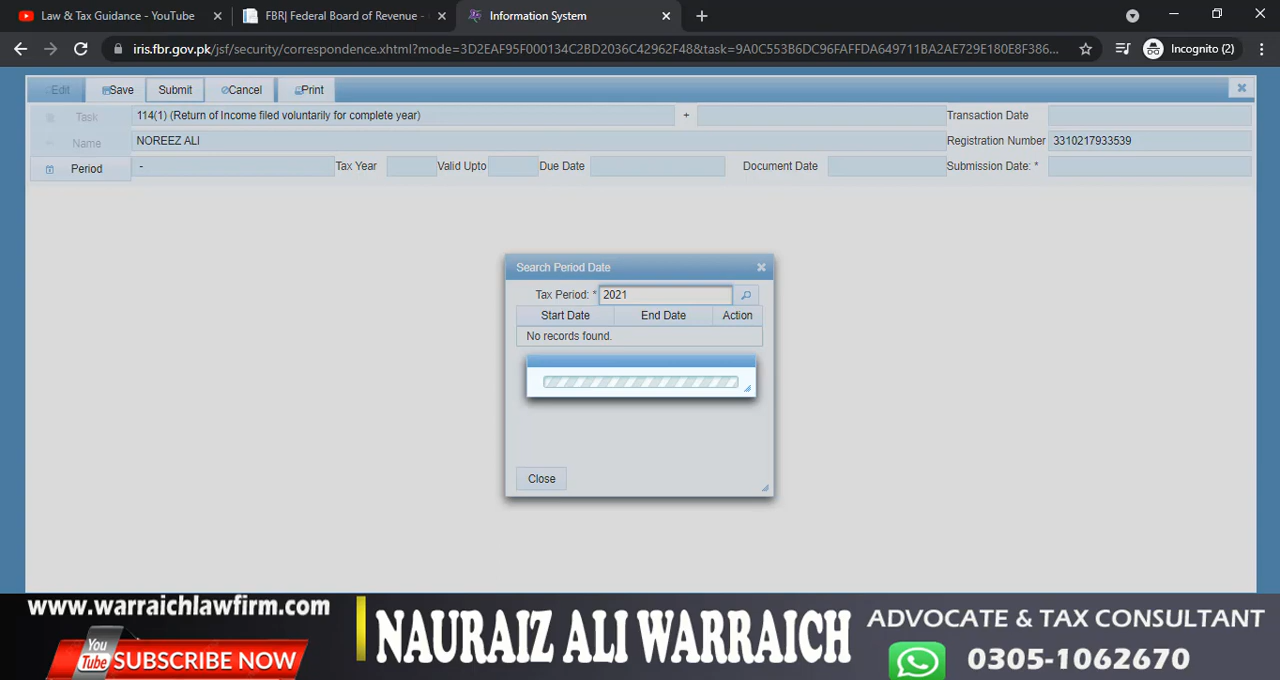 Law & Tax Guidance - YouTube
FBR| Federal Board of Revenue -
Information System
iris.fbr.gov.pk/jsf/security/correspondence.xhtml?mode=3D2EAF95F000134C2BD2036C42962F48&task=9A0C553B6DC96FAFFDA649711BA2AE729E180E8F386...
Incognito (2)
Edit Save Submit Cancel Print
Task 114(1) (Return of Income filed voluntarily for complete year) + Transaction Date
Name NOREEZ ALI Registration Number 3310217933539
Period - Tax Year Valid Upto Due Date Document Date Submission Date: *
Search Period Date
Tax Period: * 2021
Start Date End Date Action
No records found.
Close
www.warraichlawfirm.com
You Tube SUBSCRIBE NOW
NAURAIZ ALI WARRAICH
ADVOCATE & TAX CONSULTANT
0305-1062670